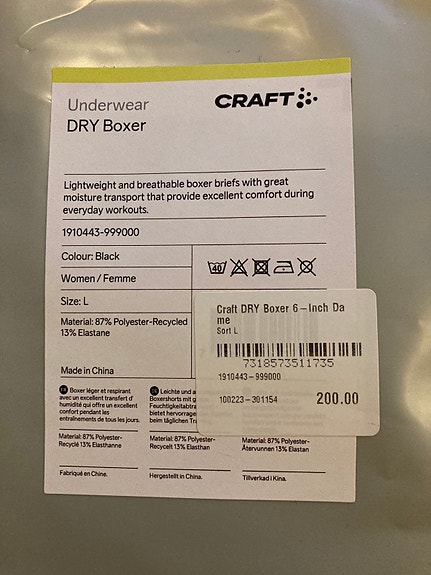 Underwear
DRY Boxer
CRAFT
Lightweight and breathable boxer briefs with great
moisture transport that provide excellent comfort during
everyday workouts.
1910443-999000
Colour: Black
Women / Femme
Size: L
Material: 87% Polyester-Recycled
13% Elastane
Made in China
40
Craft DRY Boxer 6-Inch Da
me
Sort L
7318573511735
1910443-999000
100223-301154
200.00
FR Boxer léger et respirant
avec un excellent transfert d'
humidité qui offre un excellent
confort pendant les
entraînements de tous les jours.
Material: 87% Polyester-
Recyclé 13% Elasthanne
Fabriqué en Chine.
Leichte und a
Boxershorts mit g
Feuchtigkeitsabtra
bietet hervorrage
beim täglichen Tra
Material: 87% Polyester-
Recycelt 13% Elasthan
Hergestellt in China.
Material: 87% Polyester-
Återvunnen 13% Elastan
Tillverkad i Kina.